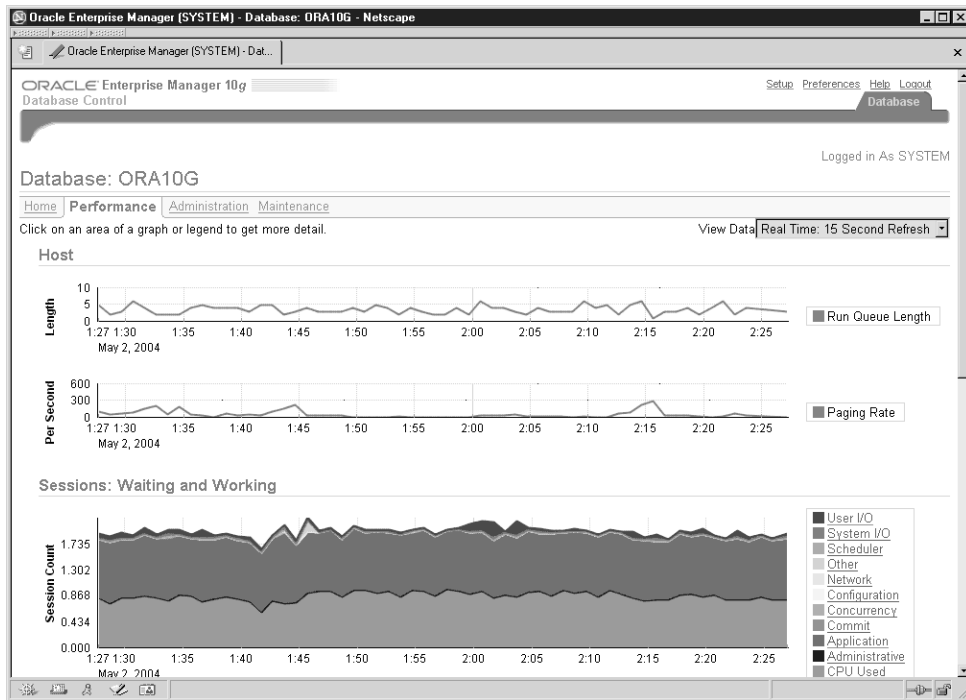 Oracle Enterprise Manager (SYSTEM) - Database: ORA10G - Netscape
Oracle Enterprise Manager (SYSTEM) - Dat...
ORACLE Enterprise Manager 10g
Database Control
Setup Preferences Help Logout
Database
Logged in As SYSTEM
Database: ORA10G
Home Performance Administration Maintenance
Click on an area of a graph or legend to get more detail.
View Data Real Time: 15 Second Refresh
Host
Length
10
5
0
1:27 1:30 1:35 1:40 1:45 1:50 1:55 2:00 2:05 2:10 2:15 2:20 2:25
May 2, 2004
Run Queue Length
Per Second
600
300
0
1:27 1:30 1:35 1:40 1:45 1:50 1:55 2:00 2:05 2:10 2:15 2:20 2:25
May 2, 2004
Paging Rate
Sessions: Waiting and Working
Session Count
1.735
1.302
0.868
0.434
0.000
1:27 1:30 1:35 1:40 1:45 1:50 1:55 2:00 2:05 2:10 2:15 2:20 2:25
May 2, 2004
User I/O
System I/O
Scheduler
Other
Network
Configuration
Concurrency
Commit
Application
Administrative
CPU Used